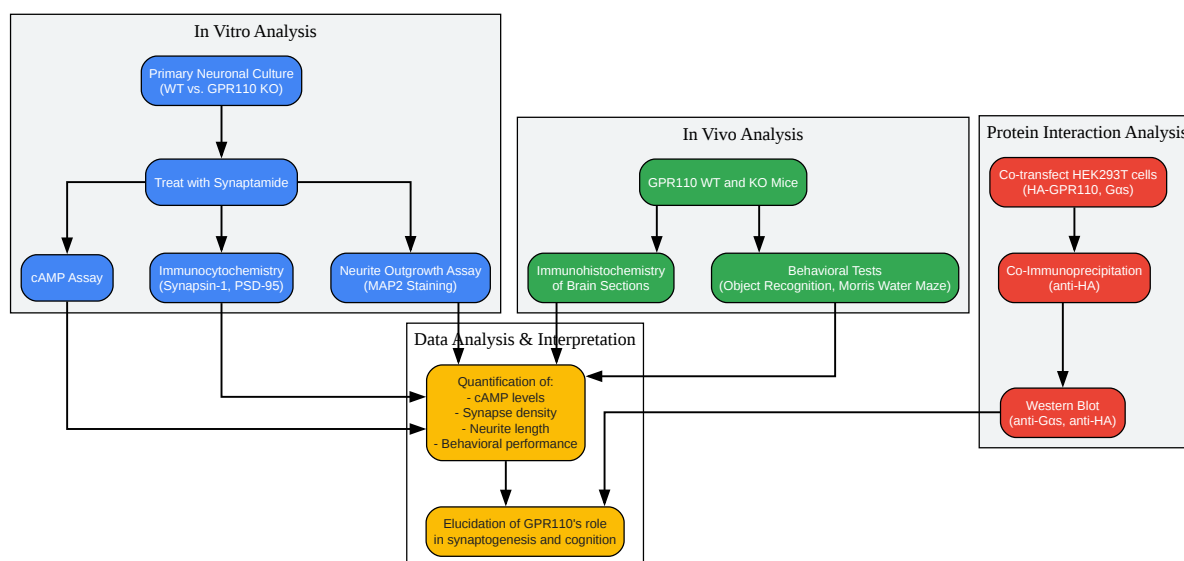 In Vitro Analysis
Primary Neuronal Culture
(WT vs. GPR110 KO)
Treat with Synaptamide
cAMP Assay
Immunocytochemistry
(Synapsin-1, PSD-95)
Neurite Outgrowth Assay
(MAP2 Staining)
In Vivo Analysis
GPR110 WT and KO Mice
Immunohistochemistry
of Brain Sections
Behavioral Tests
(Object Recognition, Morris Water Maze)
Protein Interaction Analysis
Co-transfect HEK293T cells
(HA-GPR110, Gαs)
Co-Immunoprecipitation
(anti-HA)
Western Blot
(anti-Gαs, anti-HA)
Data Analysis & Interpretation
Quantification of:
- cAMP levels
- Synapse density
- Neurite length
- Behavioral performance
Elucidation of GPR110's role
in synaptogenesis and cognition